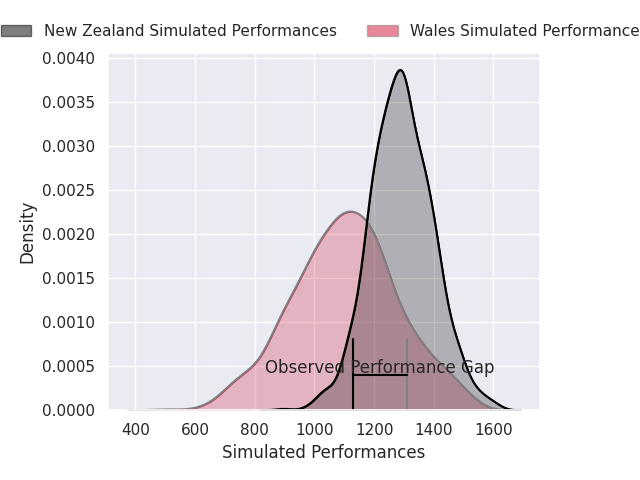 New Zealand Simulated Performances
Wales Simulated Performance
0.0040
0.0035
0.0030
0.0025
0.0020
0.0015
0.0010
0.0005
0.0000
Density
Observed Performance Gap
400 600 800 1000 1200 1400 1600
Simulated Performances